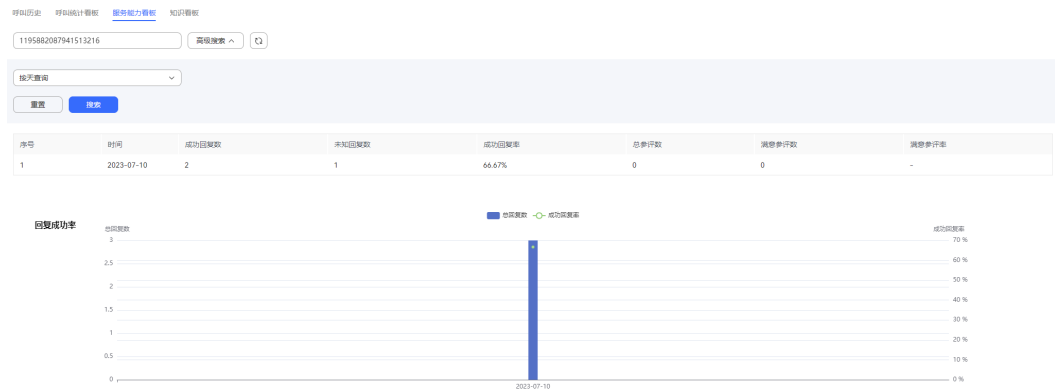 呼叫历史 呼叫统计看板 服务能力看板 知识看板
1195882087941513216 高级搜索
按天查询
重置 搜索
序号 时间 成功回复数 未知回复数 成功回复率 总参评数 满意参评数 满意参评率
1 2023-07-10 2 1 66.67% 0 0 -
总回复数 成功回复率
回复成功率
总回复数 成功回复率
3 70 %
2.5 60 %
2 50 %
1.5 40 %
1 30 %
0.5 20 %
0 10 %
0 %
2023-07-10